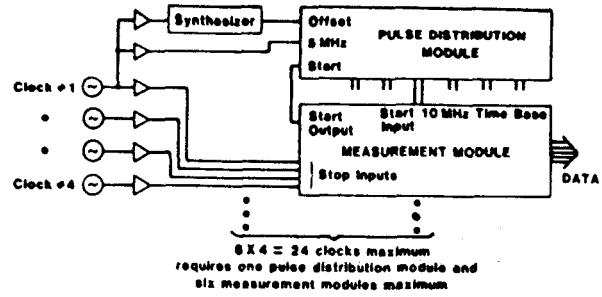 Synthesizer
Offset
5 MHz
Start
PULSE DISTRIBUTION
MODULE
Clock #1
Clock #4
Start
Output
Start 10 MHz Time Base
Input
MEASUREMENT MODULE
Stop Inputs
DATA
6 X 4 = 24 clocks maximum
requires one pulse distribution module and
six measurement modules maximum